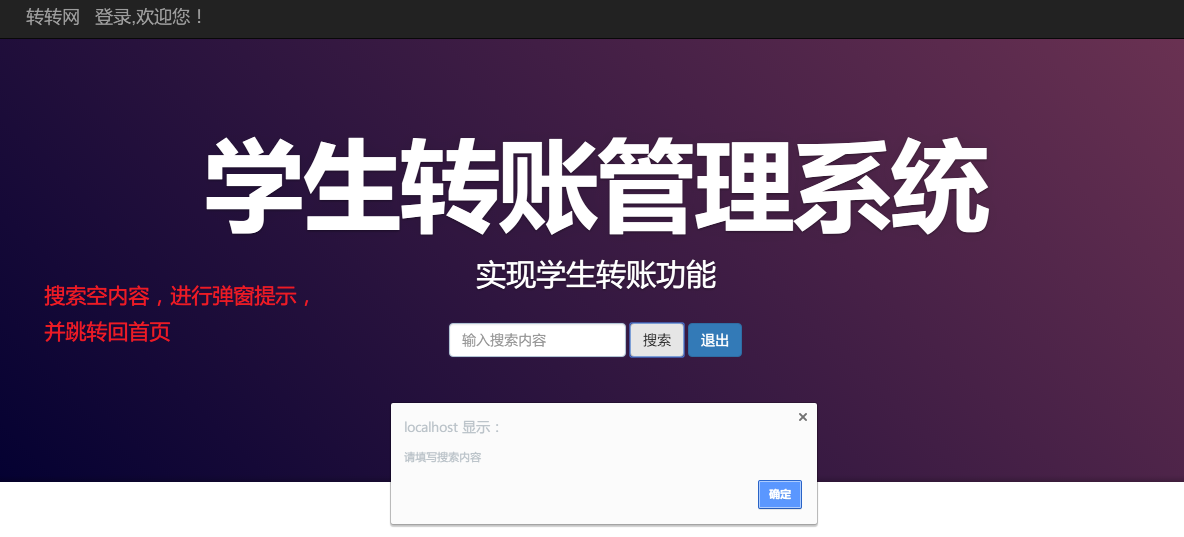 转转网 登录,欢迎您！
学生转账管理系统
实现学生转账功能
搜索空内容，进行弹窗提示，
并跳转回首页
输入搜索内容 搜索 退出
localhost 显示：
请填写搜索内容
确定